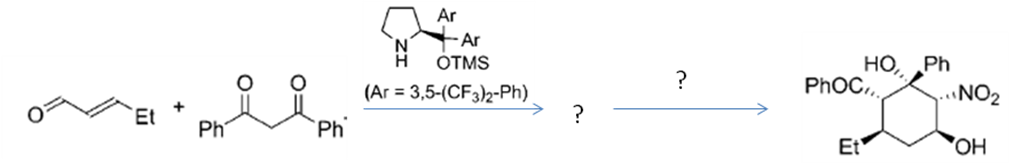 O
Et
+
O O
Ph Ph.
N
H
Ar
Ar
OTMS
(Ar = 3,5-(CF₃)₂-Ph)
?
?
HO
Ph
PhOC
NO₂
Et
OH